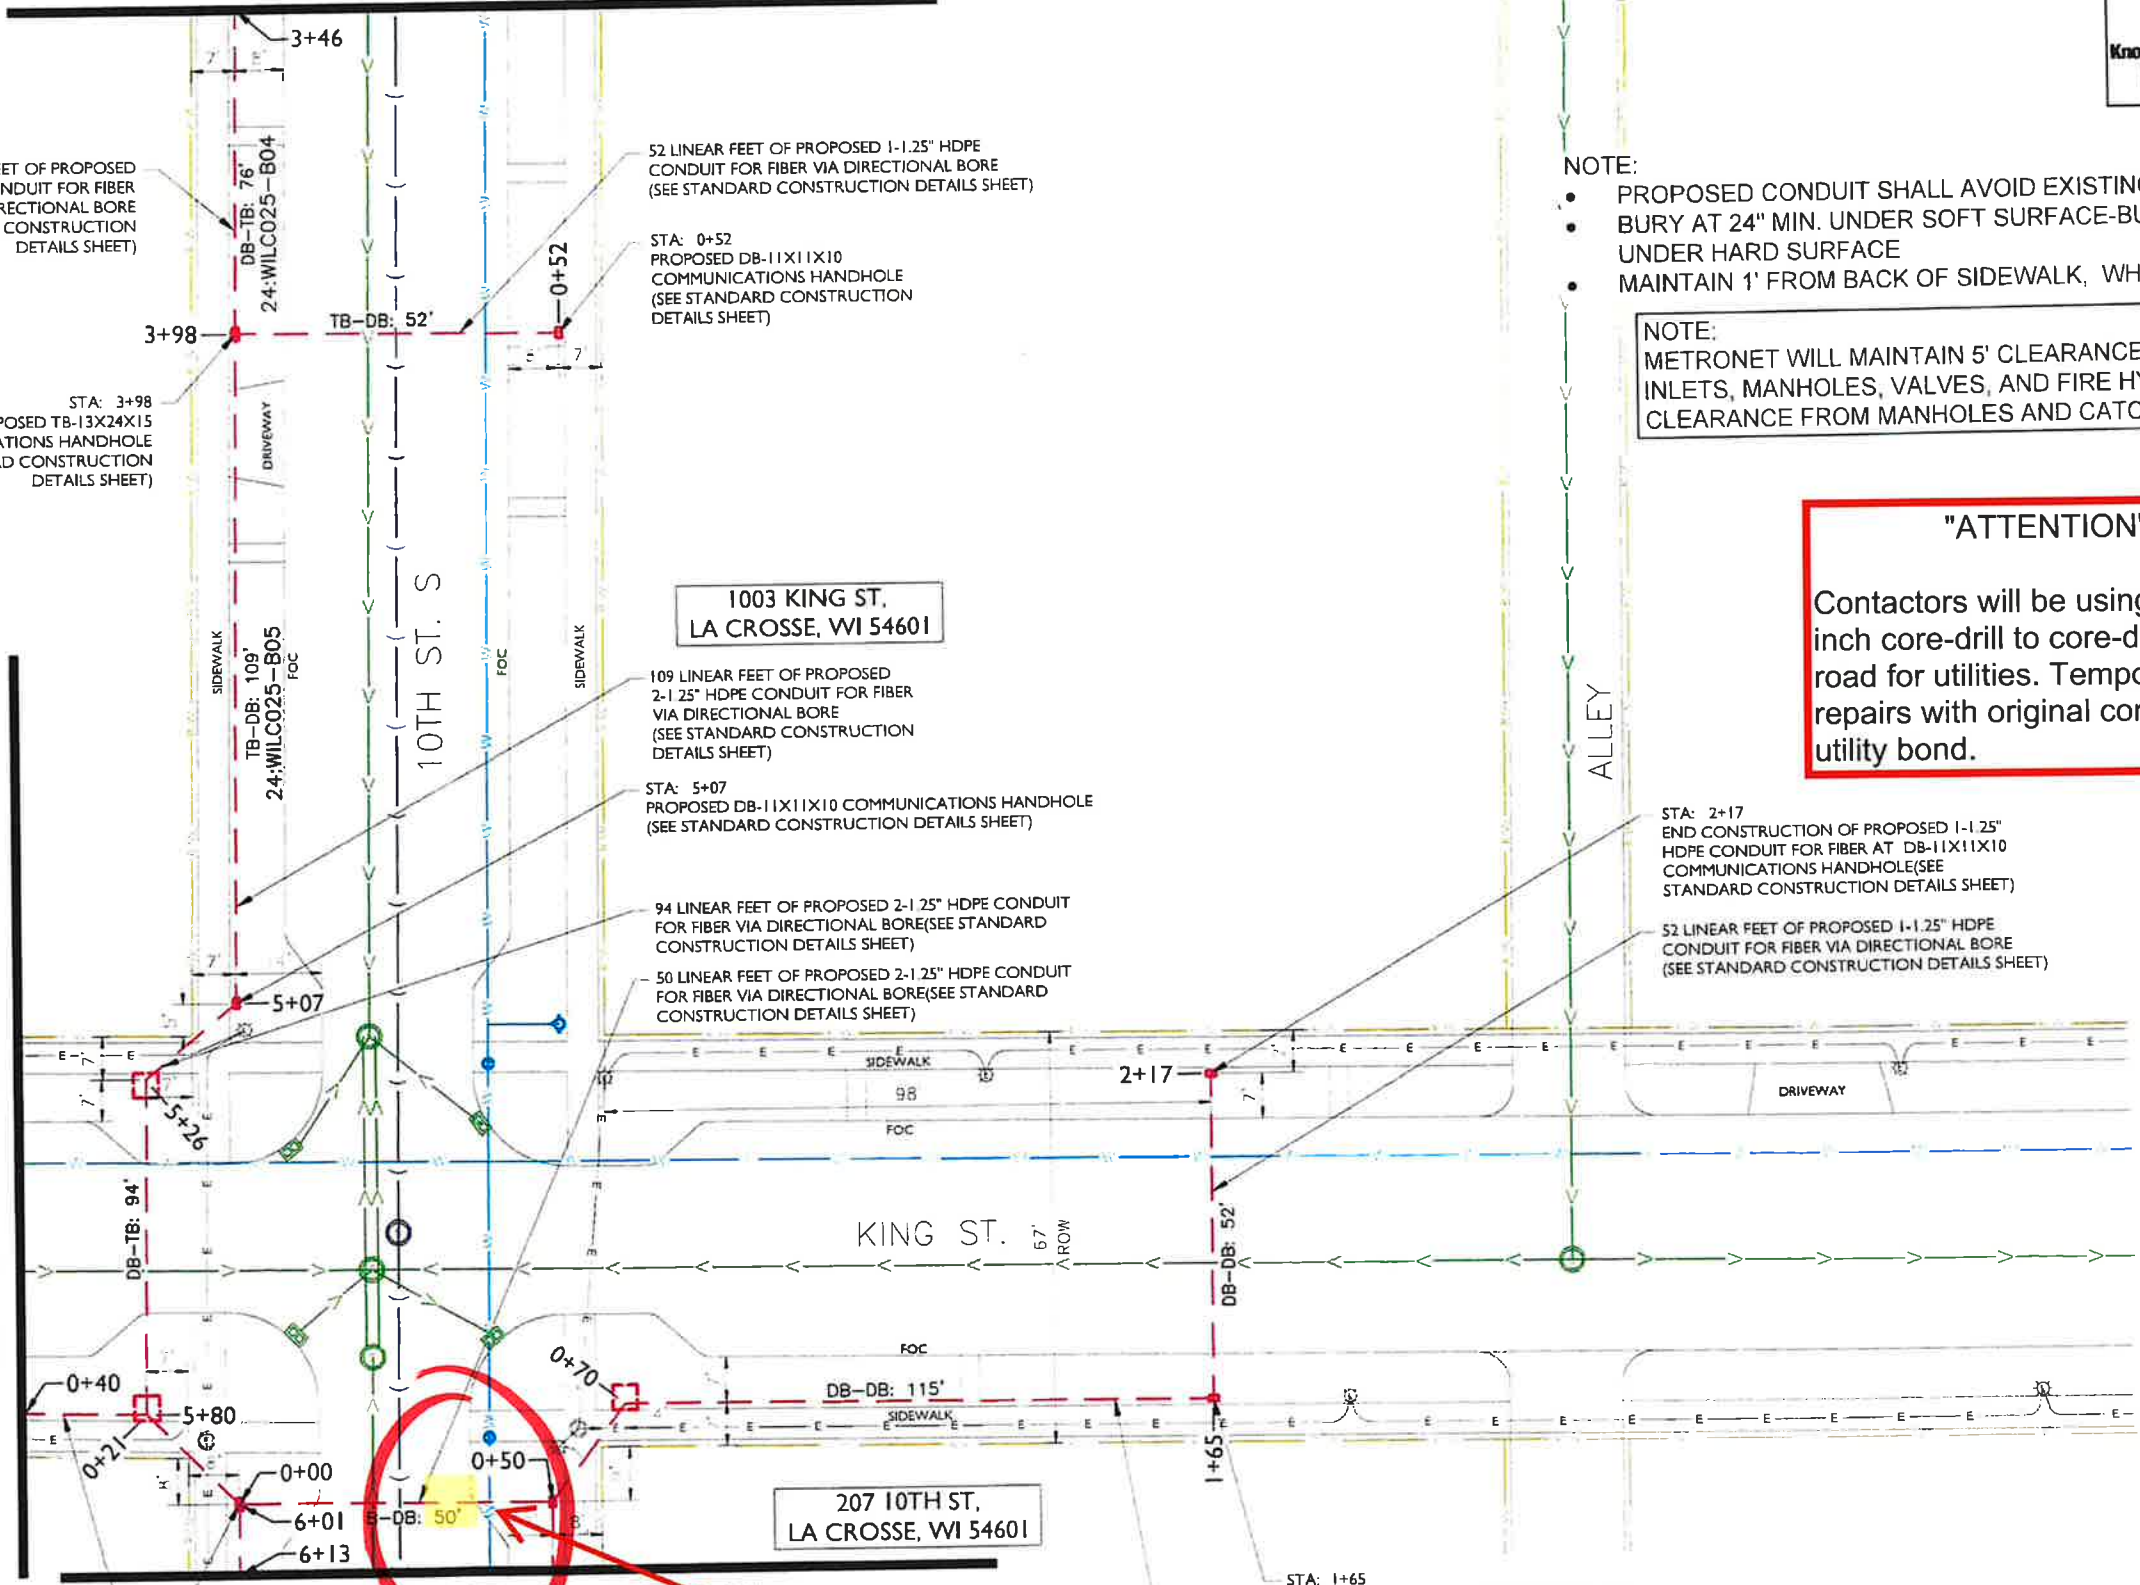 3+46
Kno
7'
8'
52 LINEAR FEET OF PROPOSED 1-1.25" HDPE
CONDUIT FOR FIBER VIA DIRECTIONAL BORE
(SEE STANDARD CONSTRUCTION DETAILS SHEET)
EET OF PROPOSED
NDUIT FOR FIBER
RECTIONAL BORE
CONSTRUCTION
DETAILS SHEET)
DB-TB: 76'
24:WILC025-B04
NOTE:
• PROPOSED CONDUIT SHALL AVOID EXISTING
• BURY AT 24" MIN. UNDER SOFT SURFACE-BU
UNDER HARD SURFACE
• MAINTAIN 1' FROM BACK OF SIDEWALK, WH
STA: 0+52
PROPOSED DB-11X11X10
COMMUNICATIONS HANDHOLE
(SEE STANDARD CONSTRUCTION
DETAILS SHEET)
0+52
3+98
TB-DB: 52'
7'
NOTE:
METRONET WILL MAINTAIN 5' CLEARANCE
INLETS, MANHOLES, VALVES, AND FIRE HY
CLEARANCE FROM MANHOLES AND CATC
STA: 3+98
POSED TB-13X24X15
ATIONS HANDHOLE
RD CONSTRUCTION
DETAILS SHEET)
DRIVEWAY
"ATTENTION"
Contactors will be using
inch core-drill to core-d
road for utilities. Tempo
repairs with original con
utility bond.
1003 KING ST,
LA CROSSE, WI 54601
10TH ST. S
SIDEWALK
TB-DB: 109'
24:WILC025-B05
FOC
FOC
SIDEWALK
109 LINEAR FEET OF PROPOSED
2-1.25" HDPE CONDUIT FOR FIBER
VIA DIRECTIONAL BORE
(SEE STANDARD CONSTRUCTION
DETAILS SHEET)
ALLEY
STA: 5+07
PROPOSED DB-11X11X10 COMMUNICATIONS HANDHOLE
(SEE STANDARD CONSTRUCTION DETAILS SHEET)
STA: 2+17
END CONSTRUCTION OF PROPOSED 1-1.25"
HDPE CONDUIT FOR FIBER AT DB-11X11X10
COMMUNICATIONS HANDHOLE(SEE
STANDARD CONSTRUCTION DETAILS SHEET)
94 LINEAR FEET OF PROPOSED 2-1.25" HDPE CONDUIT
FOR FIBER VIA DIRECTIONAL BORE(SEE STANDARD
CONSTRUCTION DETAILS SHEET)
52 LINEAR FEET OF PROPOSED 1-1.25" HDPE
CONDUIT FOR FIBER VIA DIRECTIONAL BORE
(SEE STANDARD CONSTRUCTION DETAILS SHEET)
50 LINEAR FEET OF PROPOSED 2-1.25" HDPE CONDUIT
FOR FIBER VIA DIRECTIONAL BORE(SEE STANDARD
CONSTRUCTION DETAILS SHEET)
7'
5+07
SIDEWALK
2+17
98
7'
DRIVEWAY
7'
5+26
FOC
DB-TB: 94'
KING ST.
67'
ROW
DB-DB: 52'
FOC
0+70
0+40
5+80
DB-DB: 115'
SIDEWALK
0+21
0+50
1+65
0+00
6+01
B-DB: 50'
8'
207 10TH ST,
LA CROSSE, WI 54601
6+13
STA: 1+65